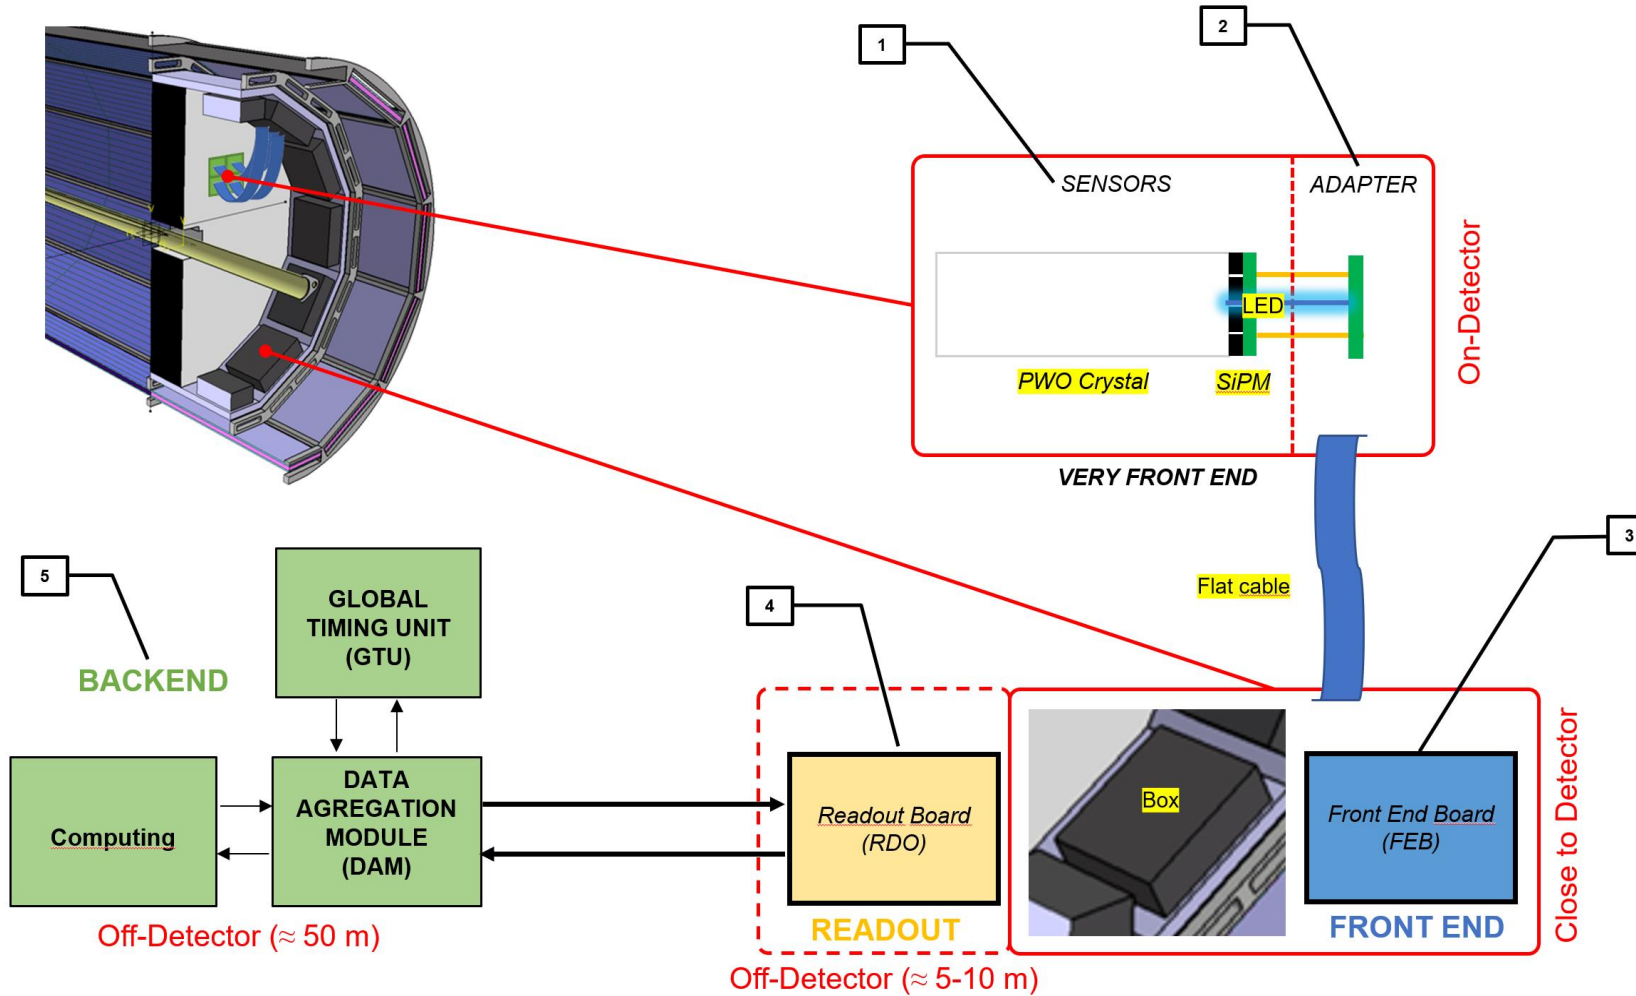 1
2
SENSORS
ADAPTER
LED
PWO Crystal
SiPM
On-Detector
VERY FRONT END
3
Flat cable
5
4
GLOBAL
TIMING UNIT
(GTU)
BACKEND
Computing
DATA
AGREGATION
MODULE
(DAM)
Readout Board
(RDO)
Box
Front End Board
(FEB)
READOUT
FRONT END
Close to Detector
Off-Detector (≈ 50 m)
Off-Detector (≈ 5-10 m)